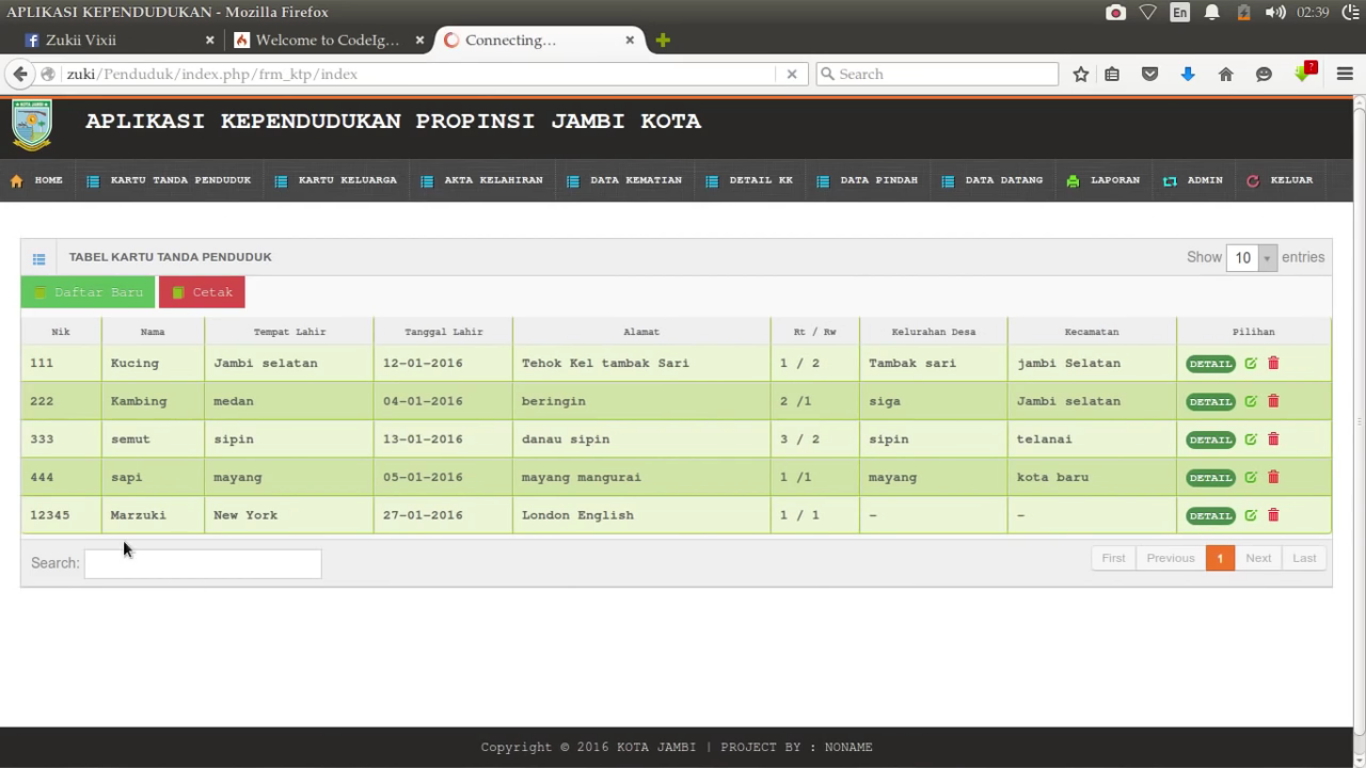 APLIKASI KEPENDUDUKAN - Mozilla Firefox
En
02:39
Zukii Vixii
Welcome to CodeIg...
Connecting...
zuki/Penduduk/index.php/frm_ktp/index
Search
?
APLIKASI KEPENDUDUKAN PROPINSI JAMBI KOTA
HOME KARTU TANDA PENDUDUK KARTU KELUARGA AKTA KELAHIRAN DATA KEMATIAN DETAIL KK DATA PINDAH DATA DATANG LAPORAN ADMIN KELUAR
TABEL KARTU TANDA PENDUDUK
Show 10 entries
Daftar Baru Cetak
Nik Nama Tempat Lahir Tanggal Lahir Alamat Rt / Rw Kelurahan Desa Kecamatan Pilihan
111 Kucing Jambi selatan 12-01-2016 Tehok Kel tambak Sari 1 / 2 Tambak sari jambi Selatan DETAIL
222 Kambing medan 04-01-2016 beringin 2 /1 siga Jambi selatan DETAIL
333 semut sipin 13-01-2016 danau sipin 3 / 2 sipin telanai DETAIL
444 sapi mayang 05-01-2016 mayang mangurai 1 /1 mayang kota baru DETAIL
12345 Marzuki New York 27-01-2016 London English 1 / 1 - - DETAIL
Search:
First Previous 1 Next Last
Copyright © 2016 KOTA JAMBI | PROJECT BY : NONAME